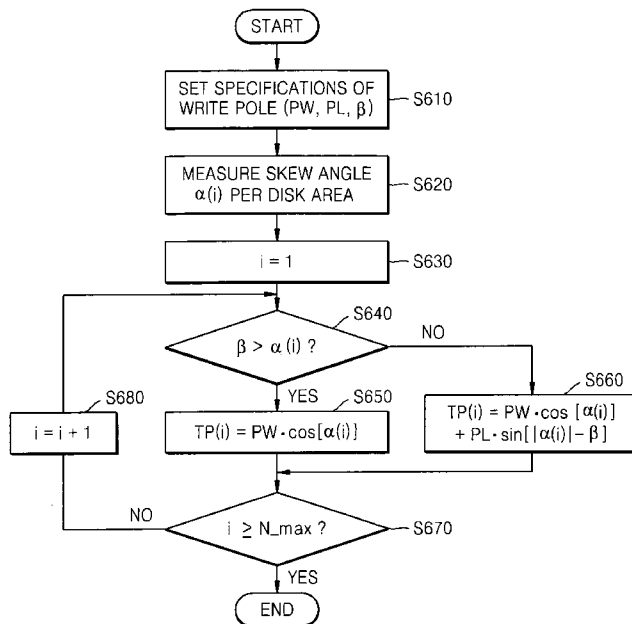 START
SET SPECIFICATIONS OF
WRITE POLE (PW, PL, β)
S610
MEASURE SKEW ANGLE
α(i) PER DISK AREA
S620
i = 1
S630
S640
β > α(i) ?
NO
YES
S680
i = i + 1
S650
TP(i) = PW·cos[α(i)]
S660
TP(i) = PW·cos [α(i)]
+ PL·sin[|α(i)|-β]
NO
i ≥ N_max ?
S670
YES
END